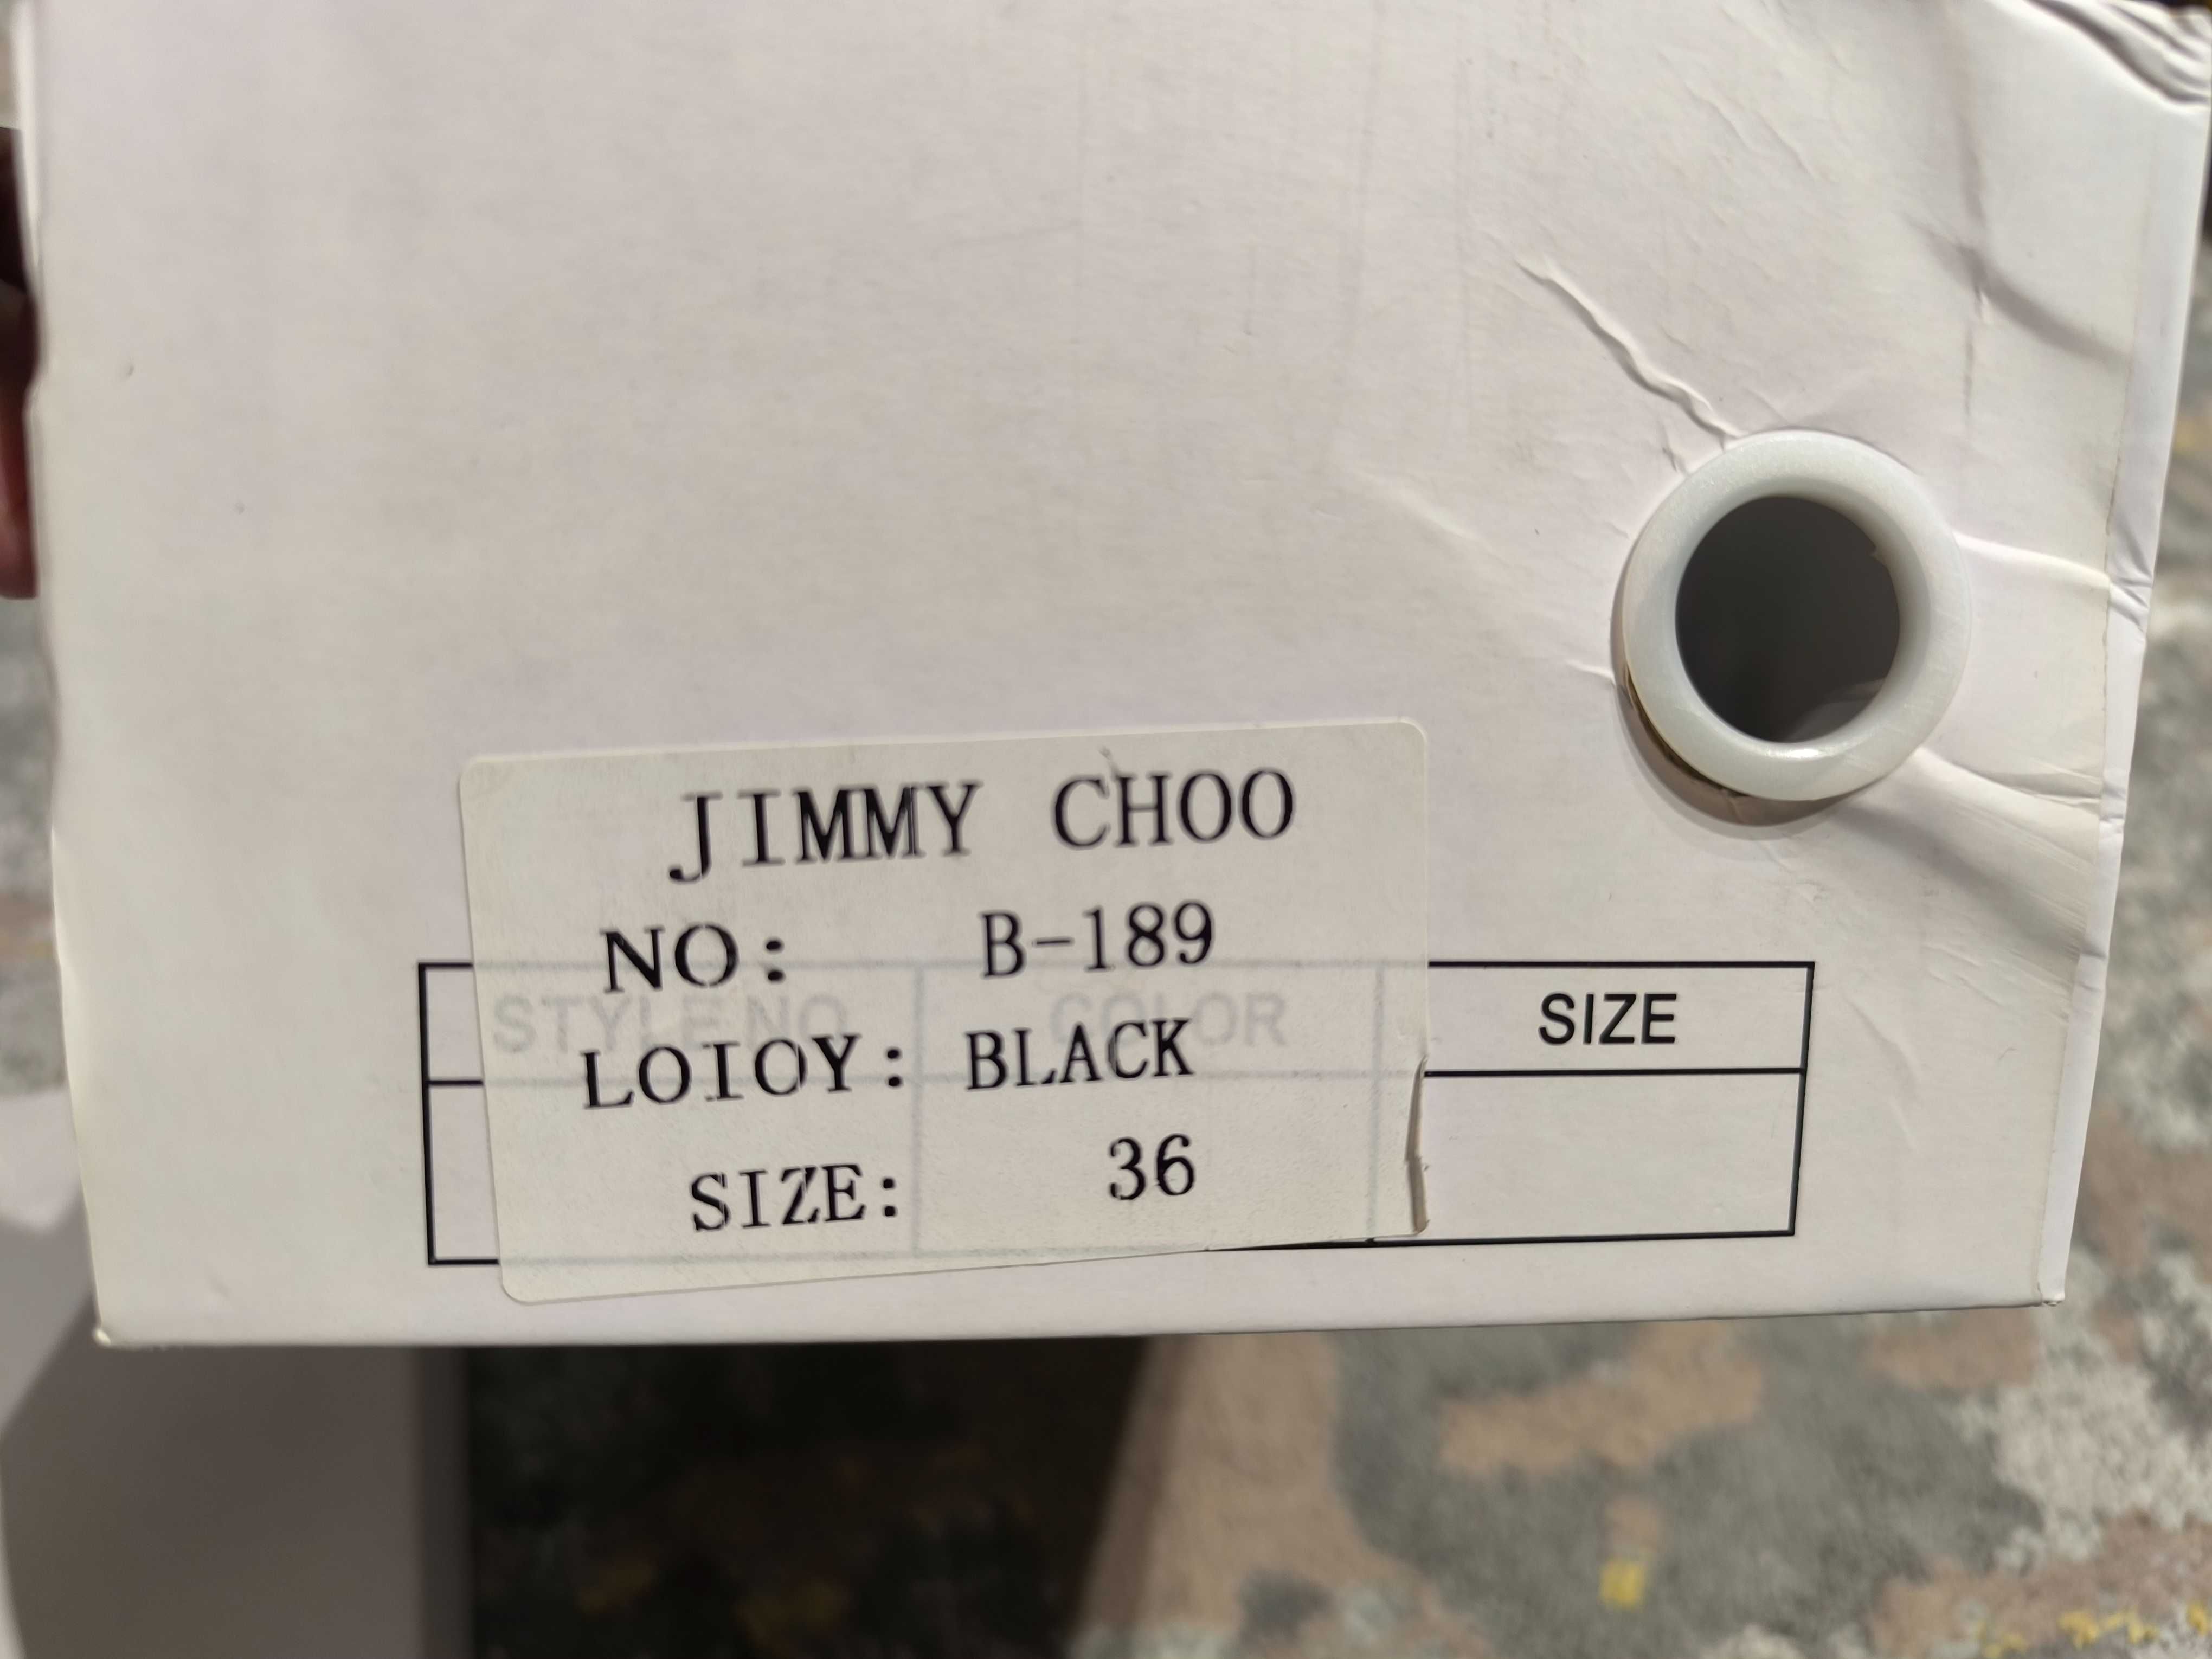 JIMMY CHOO
NO: B-189
LOIOY: BLACK
SIZE: 36
STYLE NO COLOR SIZE